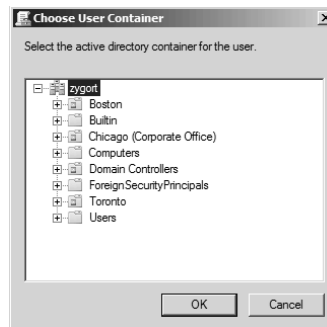 Choose User Container
Select the active directory container for the user.
zygort
Boston
Builtin
Chicago (Corporate Office)
Computers
Domain Controllers
ForeignSecurityPrincipals
Toronto
Users
OK Cancel